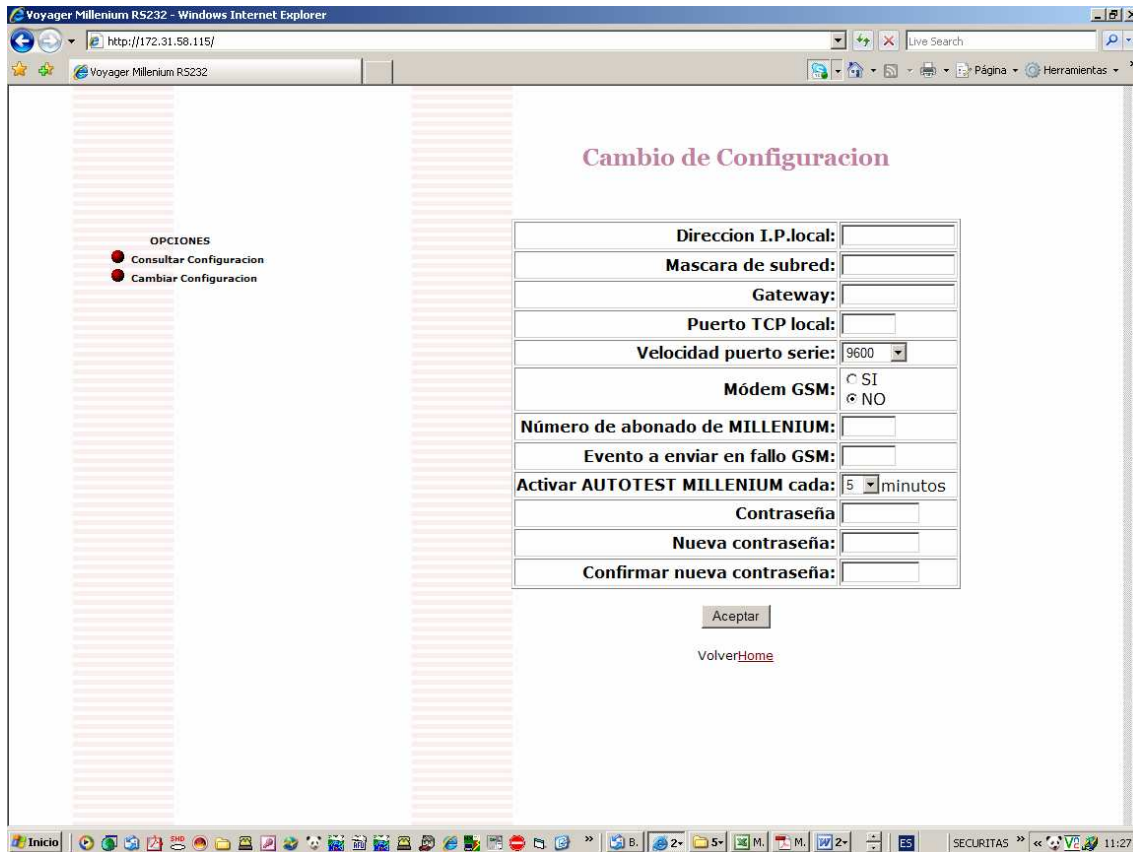 Voyager Millenium RS232 - Windows Internet Explorer
http://172.31.58.115/
Live Search
Voyager Millenium RS232
Página
Herramientas
Cambio de Configuracion
OPCIONES
Consultar Configuracion
Cambiar Configuracion
Direccion I.P.local:
Mascara de subred:
Gateway:
Puerto TCP local:
Velocidad puerto serie: 9600
Módem GSM: SI
NO
Número de abonado de MILLENIUM:
Evento a enviar en fallo GSM:
Activar AUTOTEST MILLENIUM cada: 5 minutos
Contraseña
Nueva contraseña:
Confirmar nueva contraseña:
Aceptar
VolverHome
Inicio » B. 2- 5- M. M. 2- ES SECURITAS » « 11:27